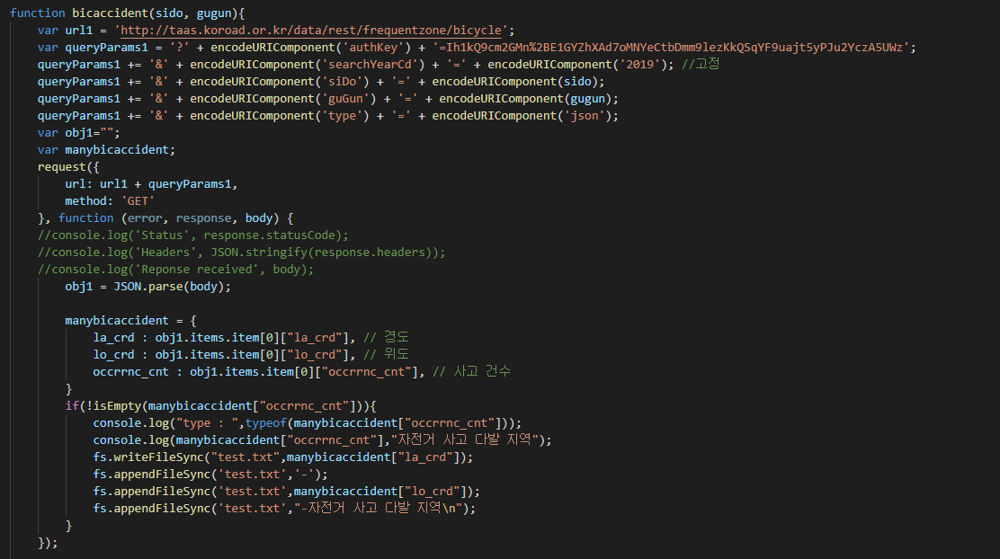 function bicaccident(sido, gugun){
var url1 = 'http://taas.koroad.or.kr/data/rest/frequentzone/bicycle';
var queryParams1 = '?' + encodeURIComponent('authKey') + '=Ih1kQ9cm2GMn%2BE1GYZhXAd7oMNYeCtbDmm9lezKkQSqYF9uajt5yPJu2YczA5UWz';
queryParams1 += '&' + encodeURIComponent('searchYearCd') + '=' + encodeURIComponent('2019'); //고정
queryParams1 += '&' + encodeURIComponent('siDo') + '=' + encodeURIComponent(sido);
queryParams1 += '&' + encodeURIComponent('guGun') + '=' + encodeURIComponent(gugun);
queryParams1 += '&' + encodeURIComponent('type') + '=' + encodeURIComponent('json');
var obj1="";
var manybicaccident;
request({
url: url1 + queryParams1,
method: 'GET'
}, function (error, response, body) {
//console.log('Status', response.statusCode);
//console.log('Headers', JSON.stringify(response.headers));
//console.log('Reponse received', body);
obj1 = JSON.parse(body);
manybicaccident = {
la_crd : obj1.items.item[0]["la_crd"], // 경도
lo_crd : obj1.items.item[0]["lo_crd"], // 위도
occrrnc_cnt : obj1.items.item[0]["occrrnc_cnt"], // 사고 건수
}
if(!isEmpty(manybicaccident["occrrnc_cnt"])){
console.log("type : ",typeof(manybicaccident["occrrnc_cnt"]));
console.log(manybicaccident["occrrnc_cnt"],"자전거 사고 다발 지역");
fs.writeFileSync("test.txt",manybicaccident["la_crd"]);
fs.appendFileSync('test.txt','-');
fs.appendFileSync('test.txt',manybicaccident["lo_crd"]);
fs.appendFileSync('test.txt',"-자전거 사고 다발 지역\n");
}
});